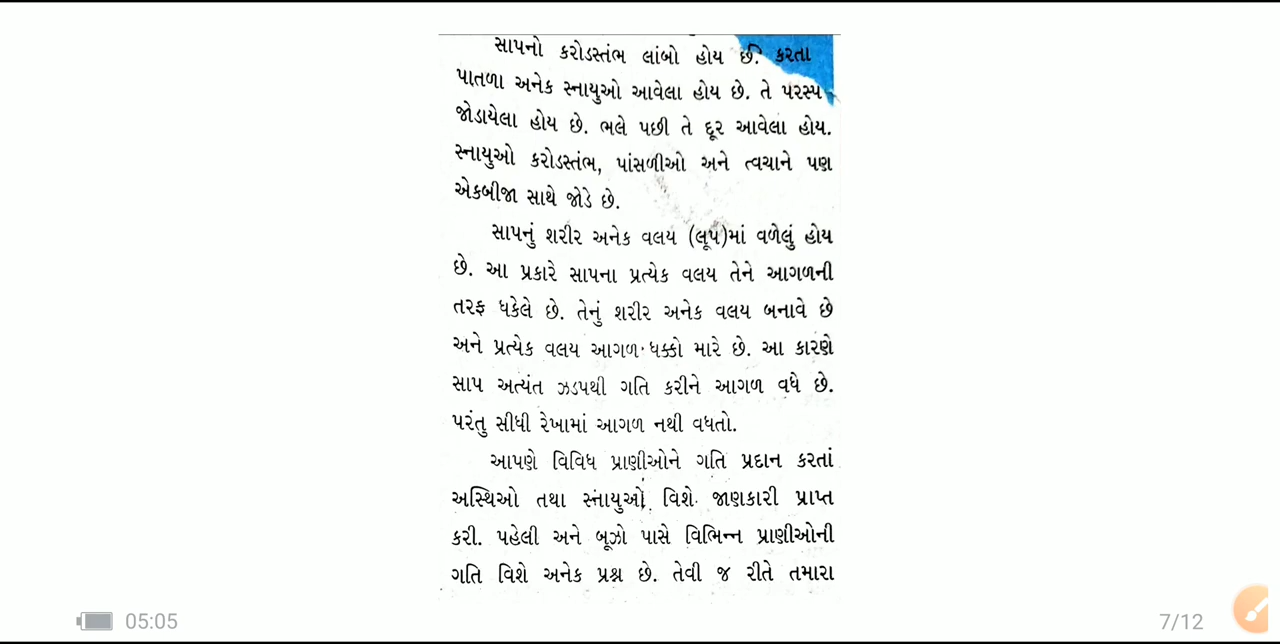 સાપનો કરોડસ્તંભ લાંબો હોય છે. કરતા
પાતળા અનેક સ્નાયુઓ આવેલા હોય છે. તે પરસ્પ
જોડાયેલા હોય છે. ભલે પછી તે દૂર આવેલા હોય.
સ્નાયુઓ કરોડસ્તંભ, પાંસળીઓ અને ત્વચાને પણ
એકબીજા સાથે જોડે છે.
સાપનું શરીર અનેક વલય (લૂપ)માં વળેલું હોય
છે. આ પ્રકારે સાપના પ્રત્યેક વલય તેને આગળની
તરફ ધકેલે છે. તેનું શરીર અનેક વલય બનાવે છે
અને પ્રત્યેક વલય આગળ ધક્કો મારે છે. આ કારણે
સાપ અત્યંત ઝડપથી ગતિ કરીને આગળ વધે છે.
પરંતુ સીધી રેખામાં આગળ નથી વધતો.
આપણે વિવિધ પ્રાણીઓને ગતિ પ્રદાન કરતાં
અસ્થિઓ તથા સ્નાયુઓ વિશે જાણકારી પ્રાપ્ત
કરી. પહેલી અને બૂઝો પાસે વિભિન્ન પ્રાણીઓની
ગતિ વિશે અનેક પ્રશ્ન છે. તેવી જ રીતે તમારા
05:05
7/12